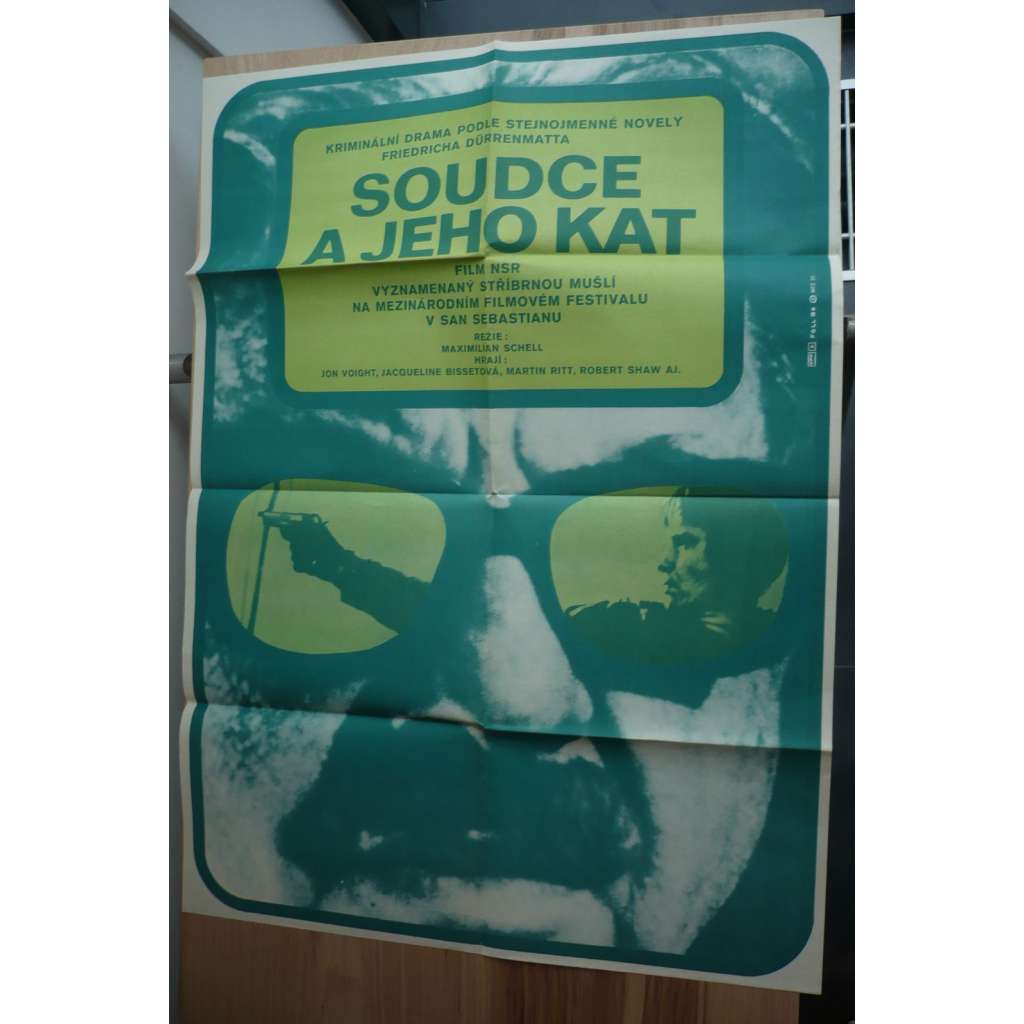 KRIMINÁLNÍ DRAMA PODLE STEJNOJMENNÉ NOVELY
FRIEDRICHA DÜRRENMATTA
SOUDCE
A JEHO KAT
FILM NSR
VYZNAMENANÝ STŘÍBRNOU MUŠLÍ
NA MEZINÁRODNÍM FILMOVÉM FESTIVALU
V SAN SEBASTIANU
REŽIE:
MAXIMILIAN SCHELL
HRAJÍ:
JON VOIGHT, JACQUELINE BISSETOVÁ, MARTIN RITT, ROBERT SHAW AJ.